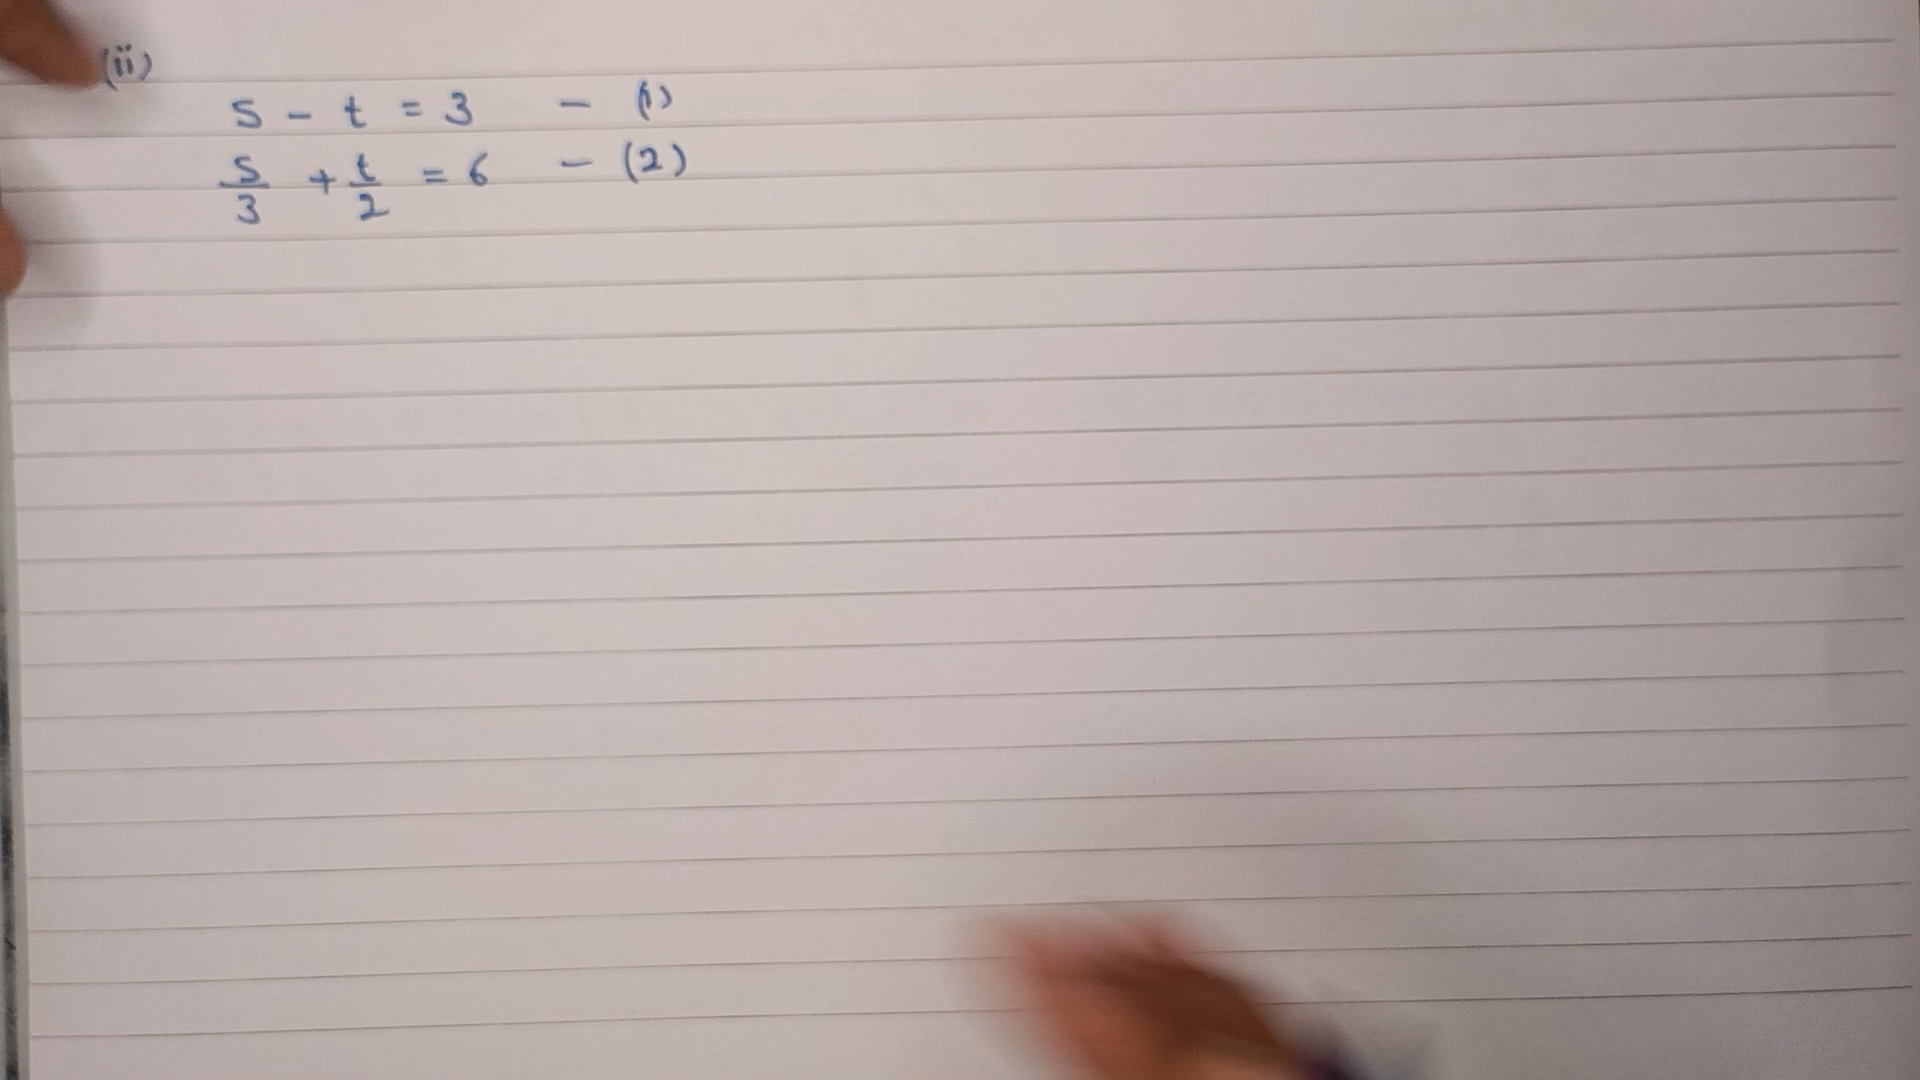 (ii)
s - t = 3 - (1)
s/3 + t/2 = 6 - (2)